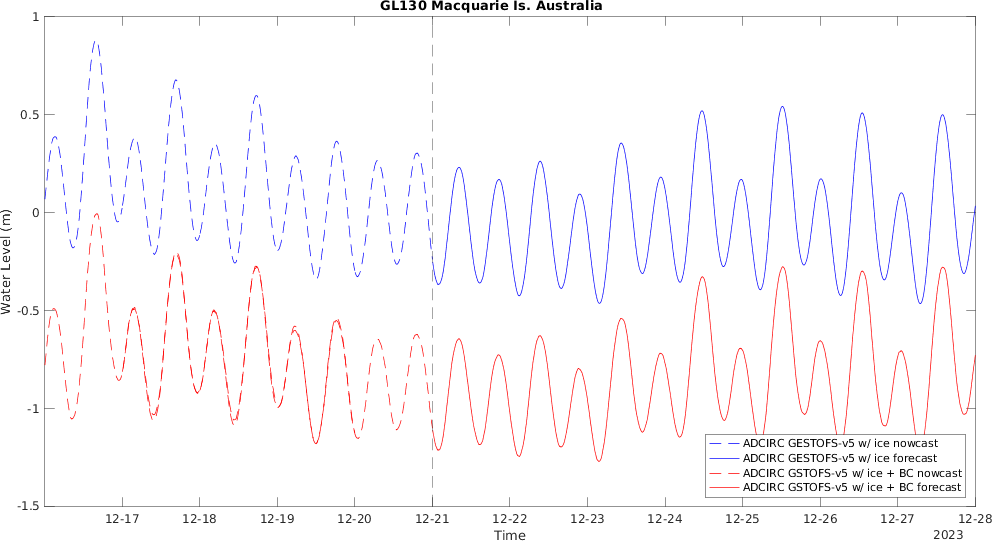 GL130 Macquarie Is. Australia
Water Level (m)
1
0.5
0
-0.5
-1
-1.5
ADCIRC GESTOFS-v5 w/ ice nowcast
ADCIRC GESTOFS-v5 w/ ice forecast
ADCIRC GSTOFS-v5 w/ ice + BC nowcast
ADCIRC GSTOFS-v5 w/ ice + BC forecast
12-17 12-18 12-19 12-20 12-21 12-22 12-23 12-24 12-25 12-26 12-27 12-28
Time
2023